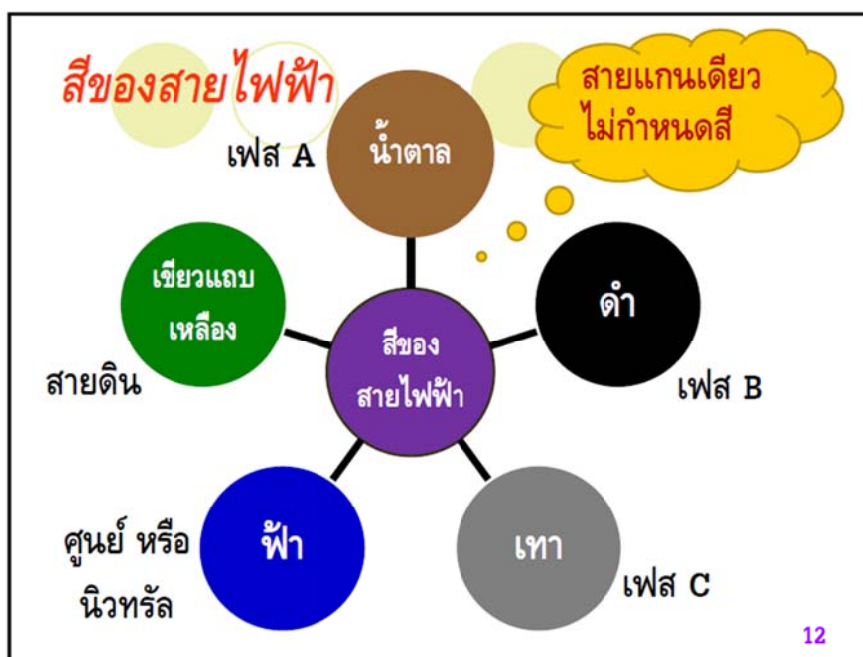 สีของสายไฟฟ้า
สายแกนเดียว
ไม่กำหนดสี
เฟส A
น้ำตาล
เขียวแถบ
เหลือง
สายดิน
ดำ
เฟส B
สีของ
สายไฟฟ้า
ศูนย์ หรือ
นิวทรัล
ฟ้า
เทา
เฟส C
12